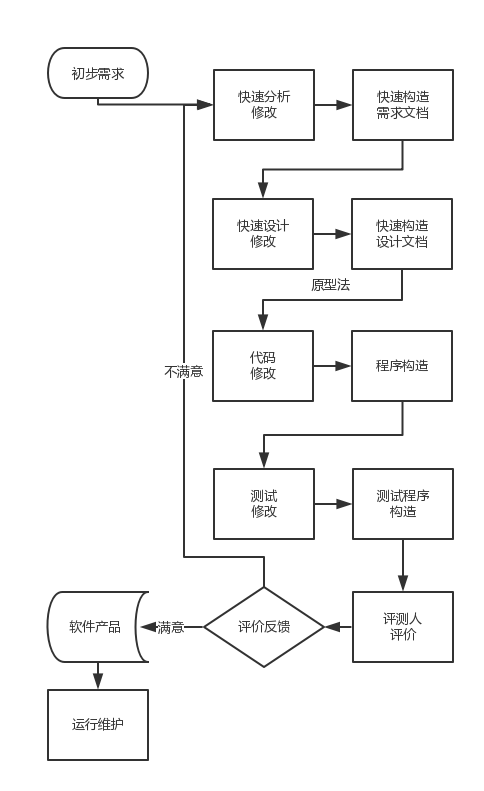 初步需求
快速分析
修改
快速构造
需求文档
快速设计
修改
快速构造
设计文档
原型法
代码
修改
程序构造
不满意
测试
修改
测试程序
构造
软件产品
满意
评价反馈
评测人
评价
运行维护